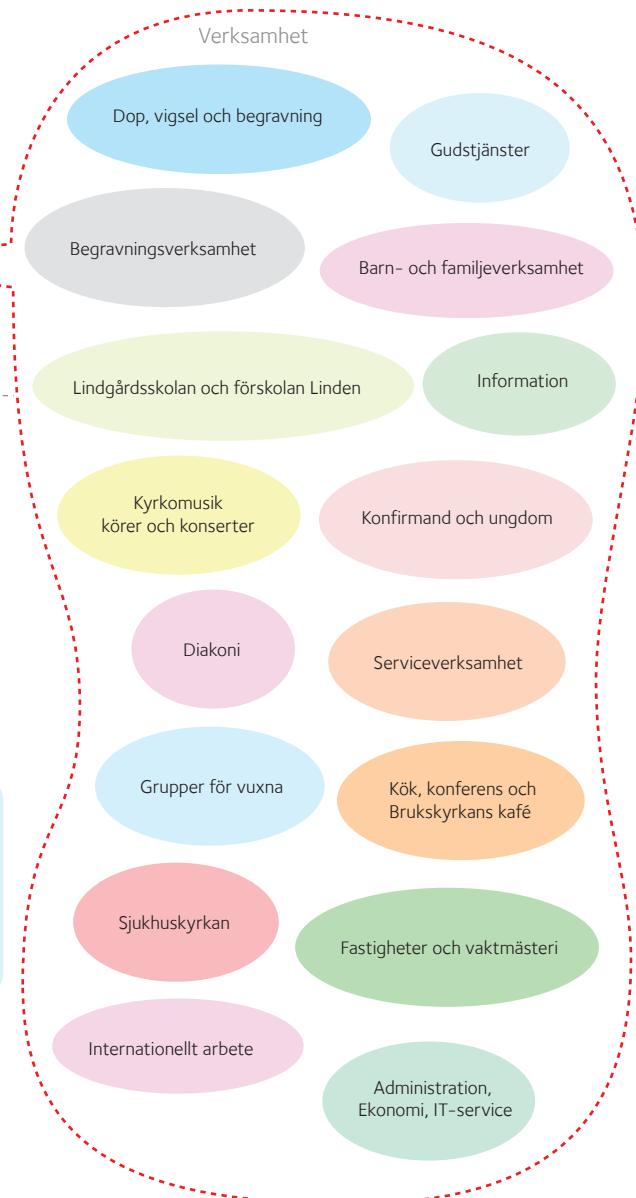 Verksamhet
Dop, vigsel och begravning
Gudstjänster
Begravningsverksamhet
Barn- och familjeverksamhet
Lindgårdsskolan och förskolan Linden
Information
Kyrkomusik
körer och konserter
Konfirmand och ungdom
Diakoni
Serviceverksamhet
Grupper för vuxna
Kök, konferens och
Brukskyrkans kafé
Sjukhuskyrkan
Fastigheter och vaktmästeri
Internationellt arbete
Administration,
Ekonomi, IT-service